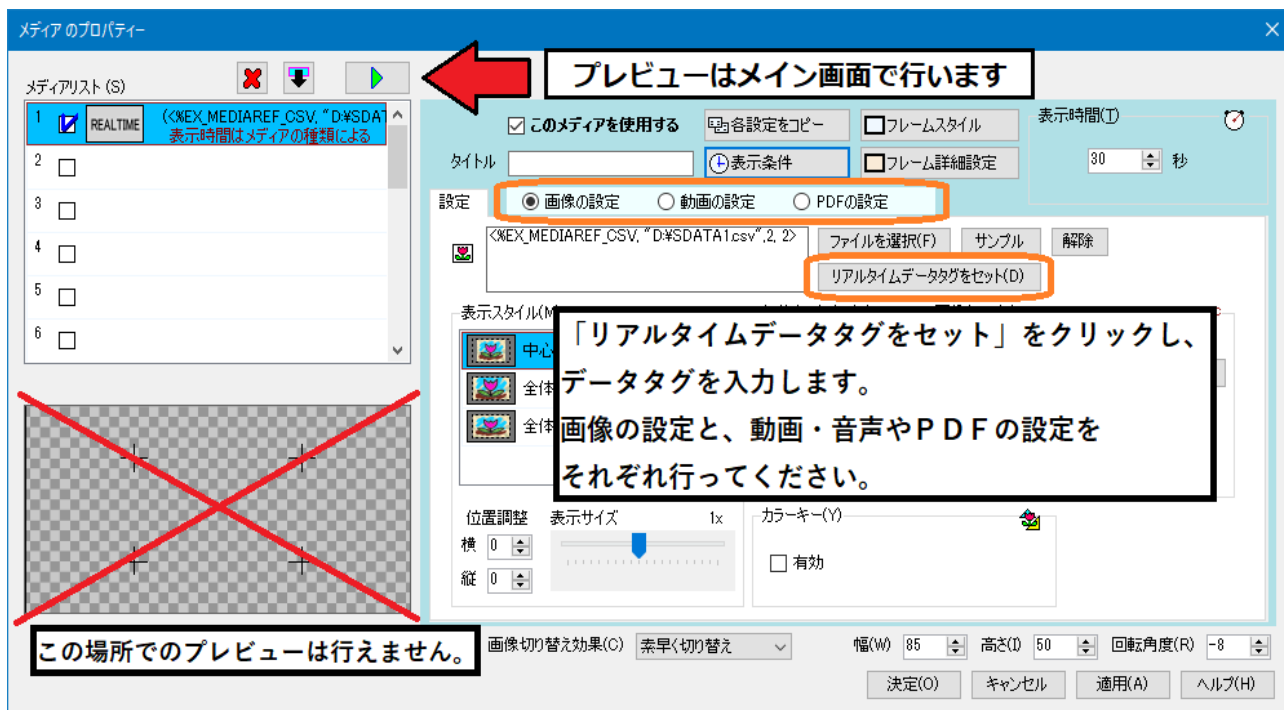 メディア のプロパティー
メディアリスト (S)
プレビューはメイン画面で行います
1 REALTIME (<%EX_MEDIAREF_CSV, "D:¥SDAT
表示時間はメディアの種類による
2
3
4
5
6
このメディアを使用する 各設定をコピー フレームスタイル 表示時間(T)
タイトル 表示条件 フレーム詳細設定 30 秒
設定 画像の設定 動画の設定 PDFの設定
<%EX_MEDIAREF_CSV, "D:¥SDATA1.csv",2, 2> ファイルを選択(F) サンプル 解除
リアルタイムデータタグをセット(D)
表示スタイル(M
中心
全体
全体
「リアルタイムデータタグをセット」をクリックし、
データタグを入力します。
画像の設定と、動画・音声やPDFの設定を
それぞれ行ってください。
位置調整 表示サイズ 1x カラーキー(Y)
横 0
有効
縦 0
この場所でのプレビューは行えません。
画像切り替え効果(C) 素早く切り替え 幅(W) 85 高さ(I) 50 回転角度(R) -8
決定(O) キャンセル 適用(A) ヘルプ(H)